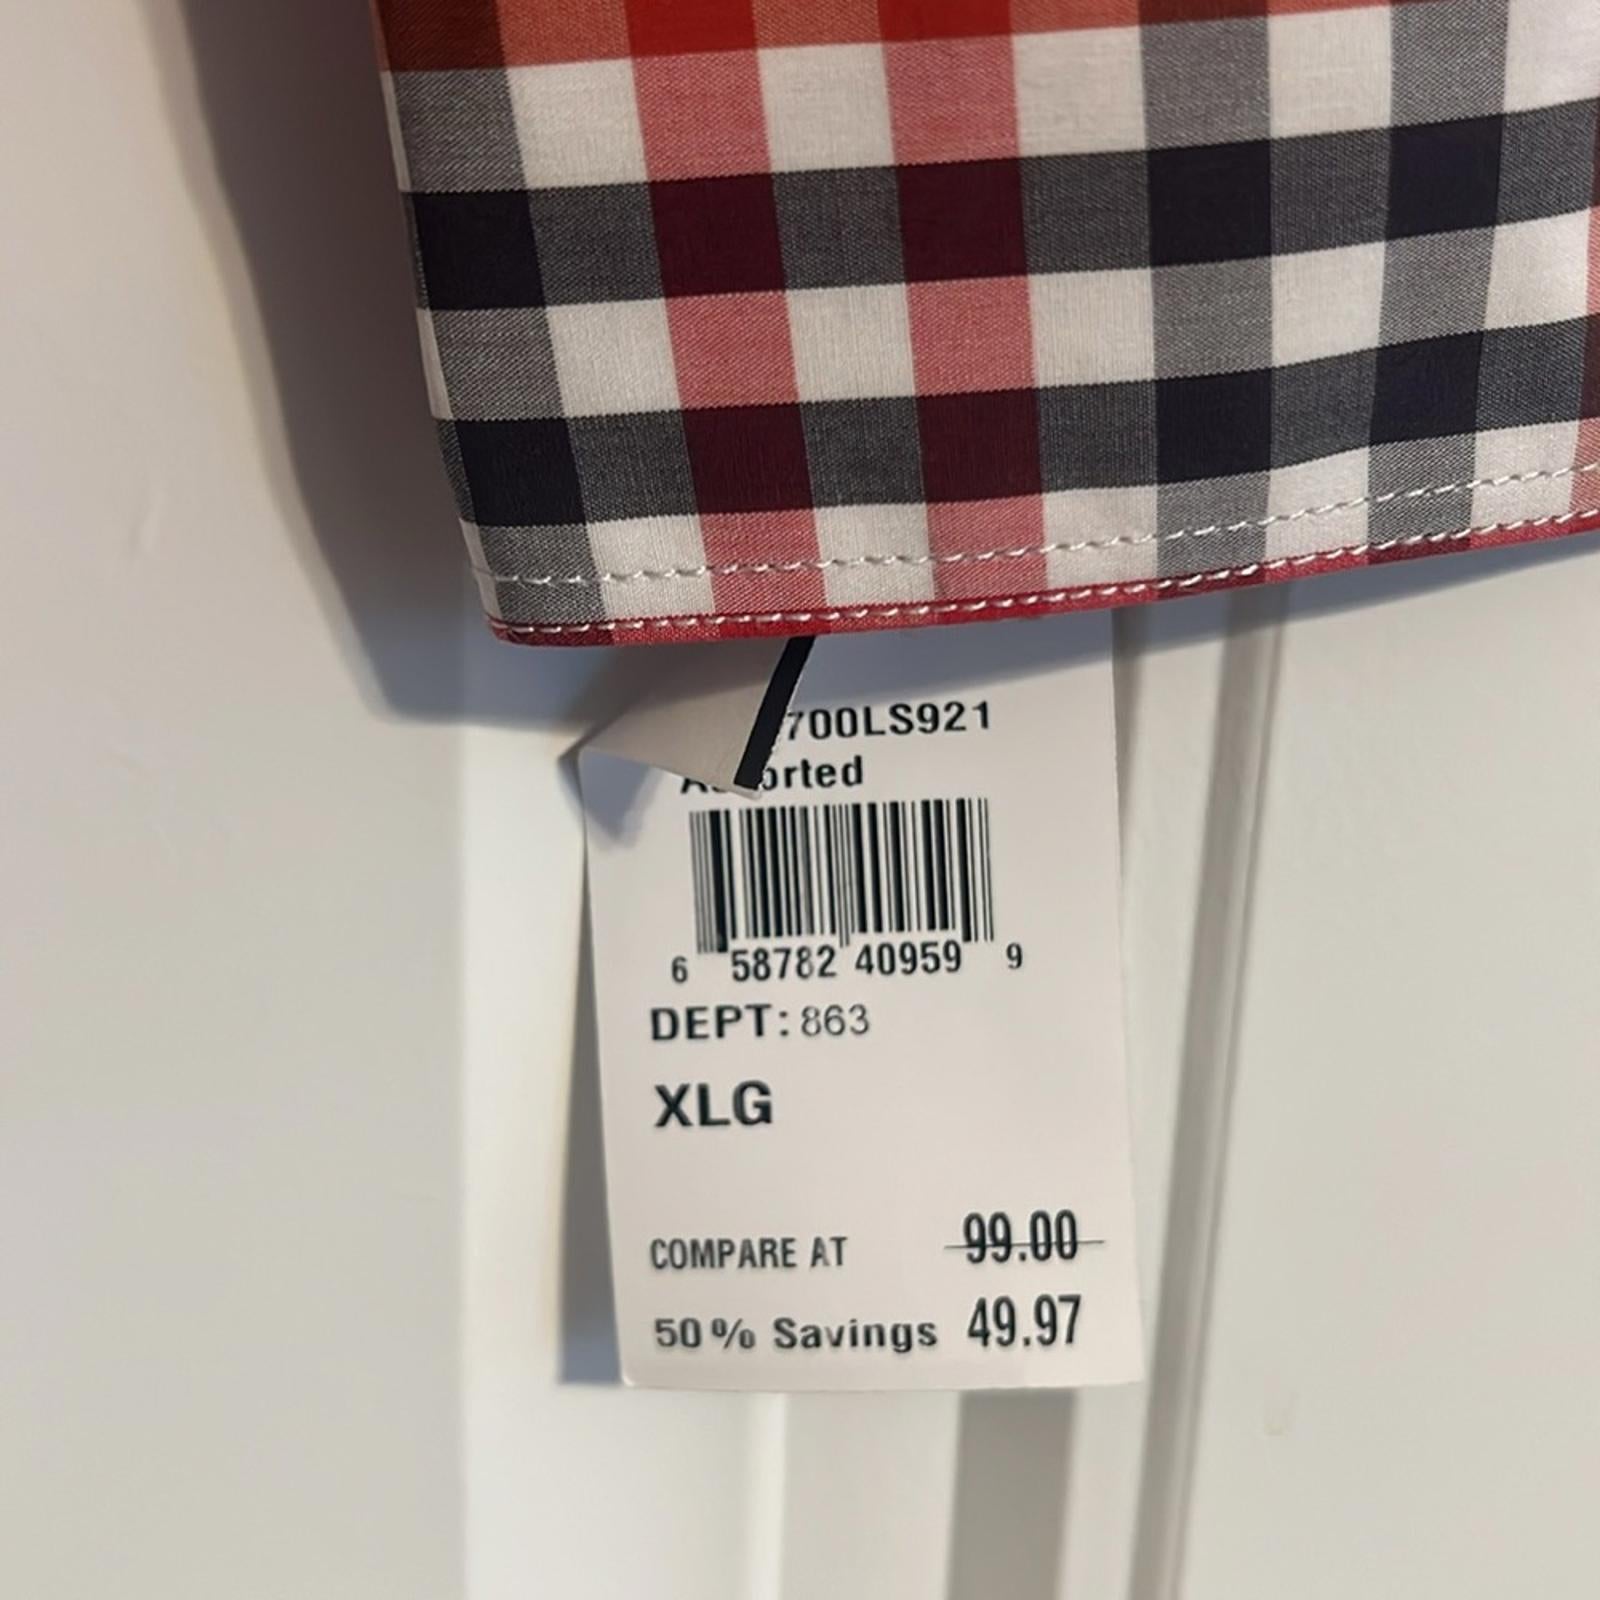 700LS921
6 58782 40959 9
DEPT: 863
XLG
COMPARE AT 99.00
50% Savings 49.97